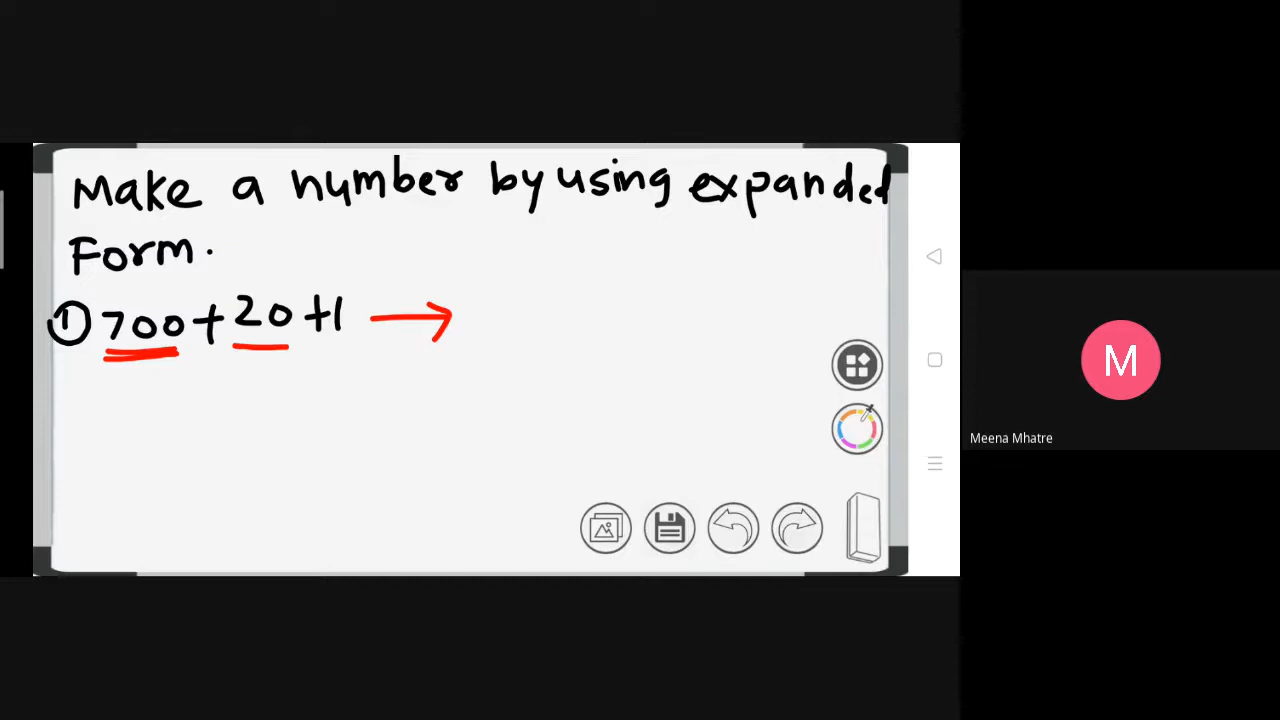 Make a number by using expanded
Form.
① 700 + 20 + 1 →
M
Meena Mhatre